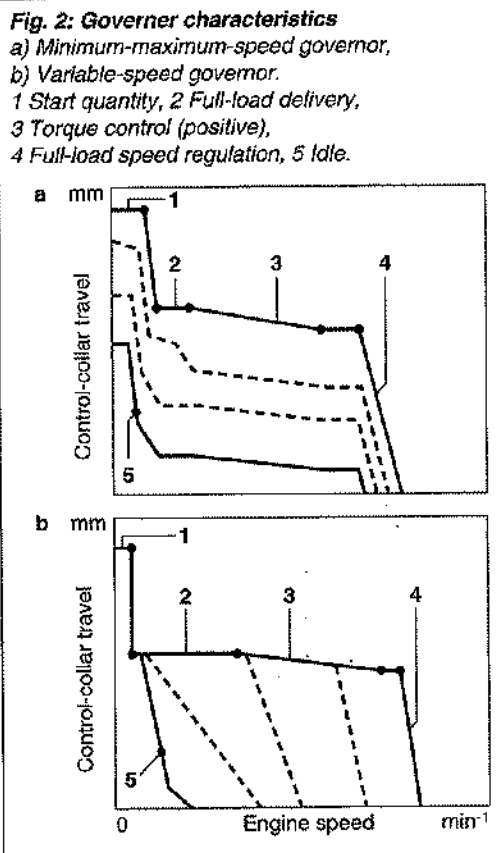 Fig. 2: Governer characteristics
a) Minimum-maximum-speed governor,
b) Variable-speed governor.
1 Start quantity, 2 Full-load delivery,
3 Torque control (positive),
4 Full-load speed regulation, 5 Idle.
a mm 1
2 3 4
Control-collar travel
5
b mm 1
2 3 4
Control-collar travel
5
0 Engine speed min-1